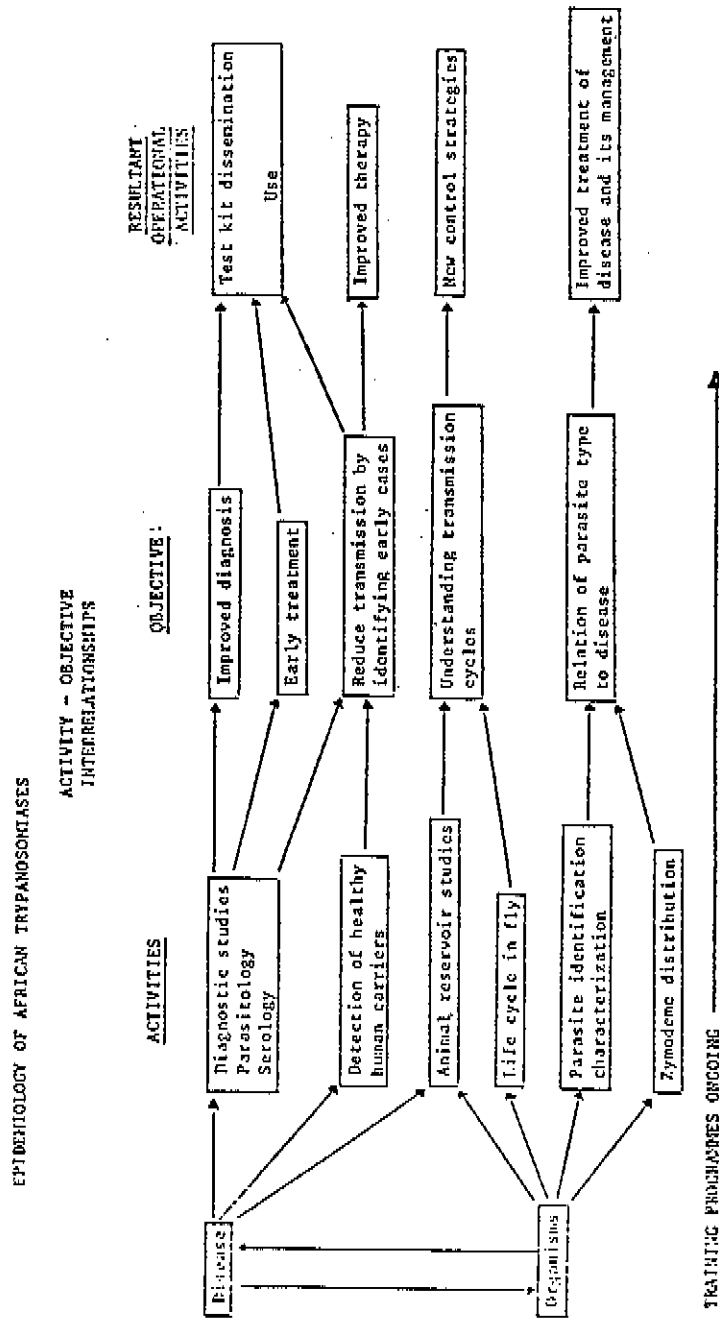 EPIDEMIOLOGY OF AFRICAN TRYPANOSOMIASES
ACTIVITY - OBJECTIVE
INTERRELATIONSHIPS
ACTIVITIES
OBJECTIVE:
RESULTANT
OPERATIONAL
ACTIVITIES
Disease
Organisms
Diagnostic studies
Parasitology
Serology
Detection of healthy
human carriers
Animal reservoir studies
Life cycle in fly
Parasite identification
characterization
Zymodeme distribution
Improved diagnosis
Early treatment
Reduce transmission by
identifying early cases
Understanding transmission
cycles
Relation of parasite type
to disease
Test kit dissemination
Use
Improved therapy
New control strategies
Improved treatment of
disease and its management
TRAINING PROGRAMMES ONGOING